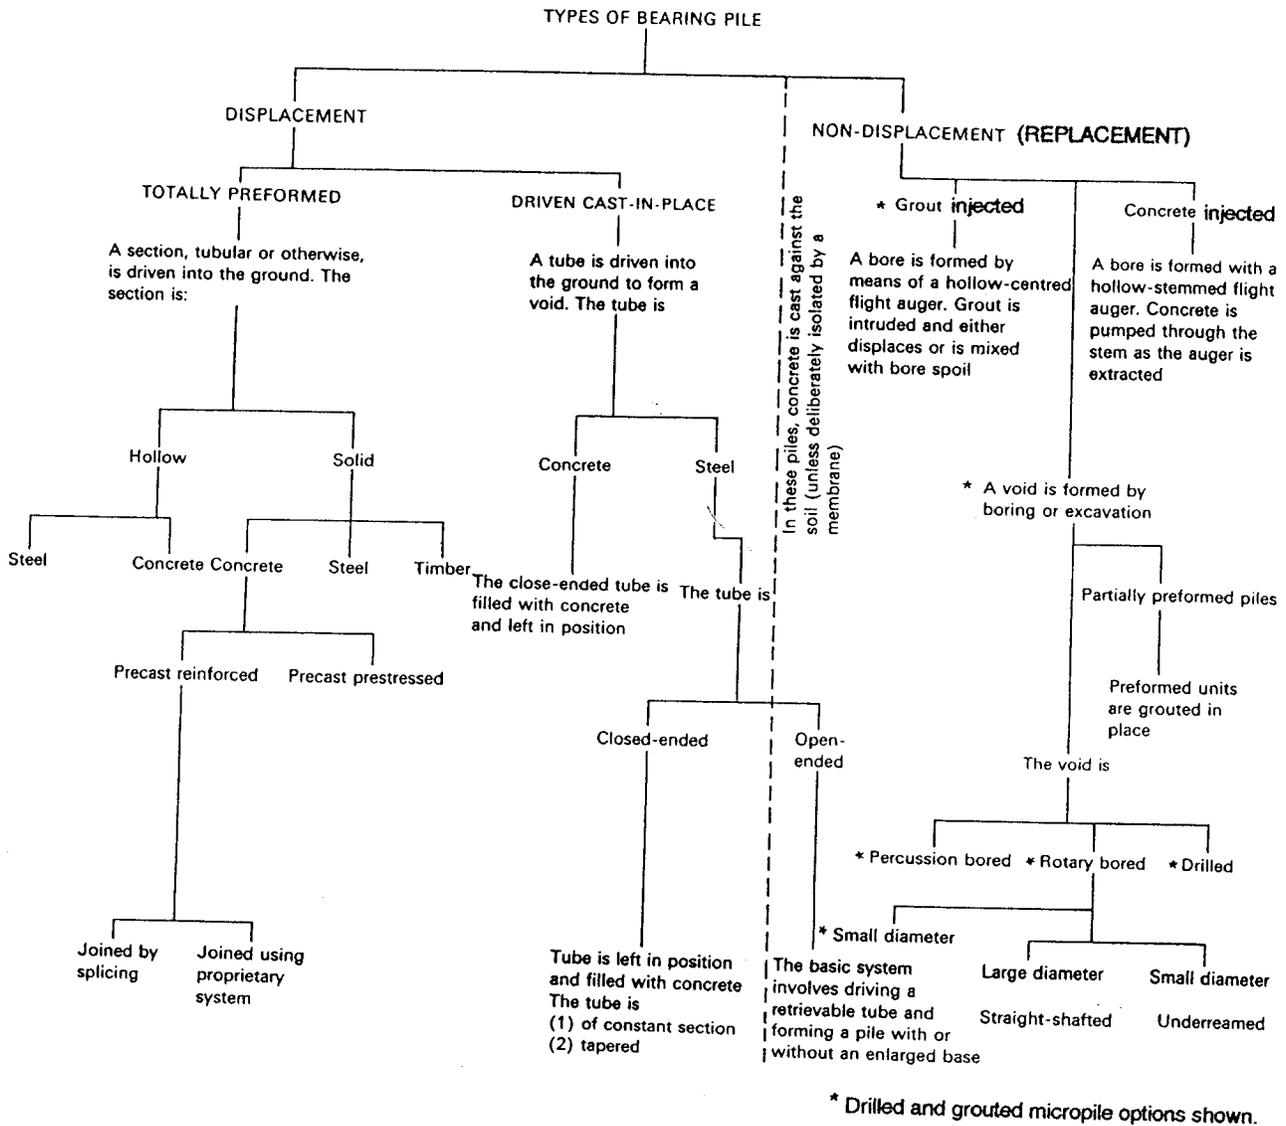 TYPES OF BEARING PILE
DISPLACEMENT
NON-DISPLACEMENT (REPLACEMENT)
TOTALLY PREFORMED
DRIVEN CAST-IN-PLACE
* Grout injected
Concrete injected
A section, tubular or otherwise,
is driven into the ground. The
section is:
A tube is driven into
the ground to form a
void. The tube is
In these piles, concrete is cast against the
soil (unless deliberately isolated by a
membrane)
A bore is formed by
means of a hollow-centred
flight auger. Grout is
intruded and either
displaces or is mixed
with bore spoil
A bore is formed with a
hollow-stemmed flight
auger. Concrete is
pumped through the
stem as the auger is
extracted
Hollow
Solid
Concrete
Steel
* A void is formed by
boring or excavation
Steel
Concrete
Concrete
Steel
Timber
The close-ended tube is
filled with concrete
and left in position
The tube is
Partially preformed piles
Precast reinforced
Precast prestressed
Preformed units
are grouted in
place
Closed-ended
Open-
ended
The void is
* Percussion bored
* Rotary bored
* Drilled
* Small diameter
Joined by
splicing
Joined using
proprietary
system
Tube is left in position
and filled with concrete
The tube is
(1) of constant section
(2) tapered
The basic system
involves driving a
retrievable tube and
forming a pile with or
without an enlarged base
Large diameter
Small diameter
Straight-shafted
Underreamed
* Drilled and grouted micropile options shown.